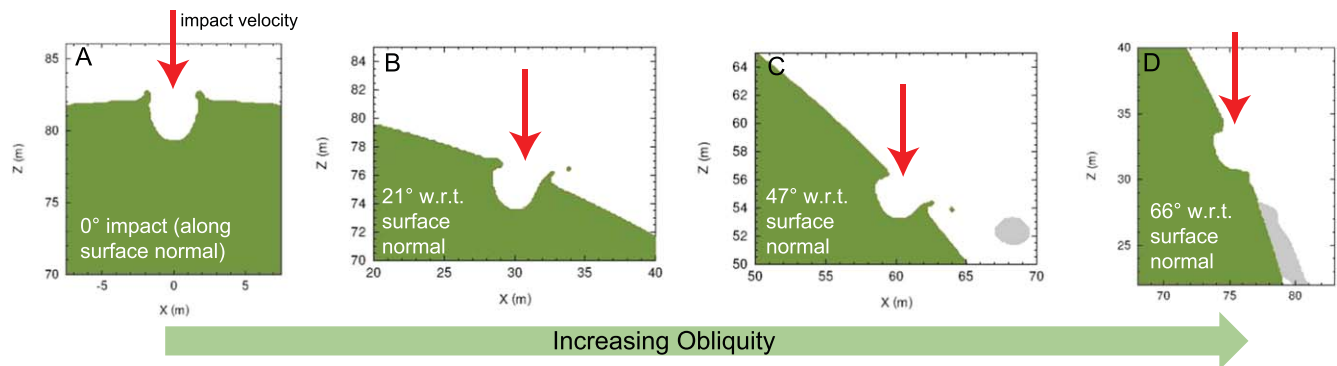 impact velocity
A
85
80
75
70
Z (m)
-5
0
5
X (m)
0° impact (along
surface normal)
B
84
82
80
78
76
74
72
70
Z (m)
20
25
30
35
40
X (m)
21° w.r.t.
surface
normal
C
64
62
60
58
56
54
52
50
Z (m)
50
55
60
65
70
X (m)
47° w.r.t.
surface
normal
D
40
35
30
25
Z (m)
70
75
80
X (m)
66° w.r.t.
surface
normal
Increasing Obliquity